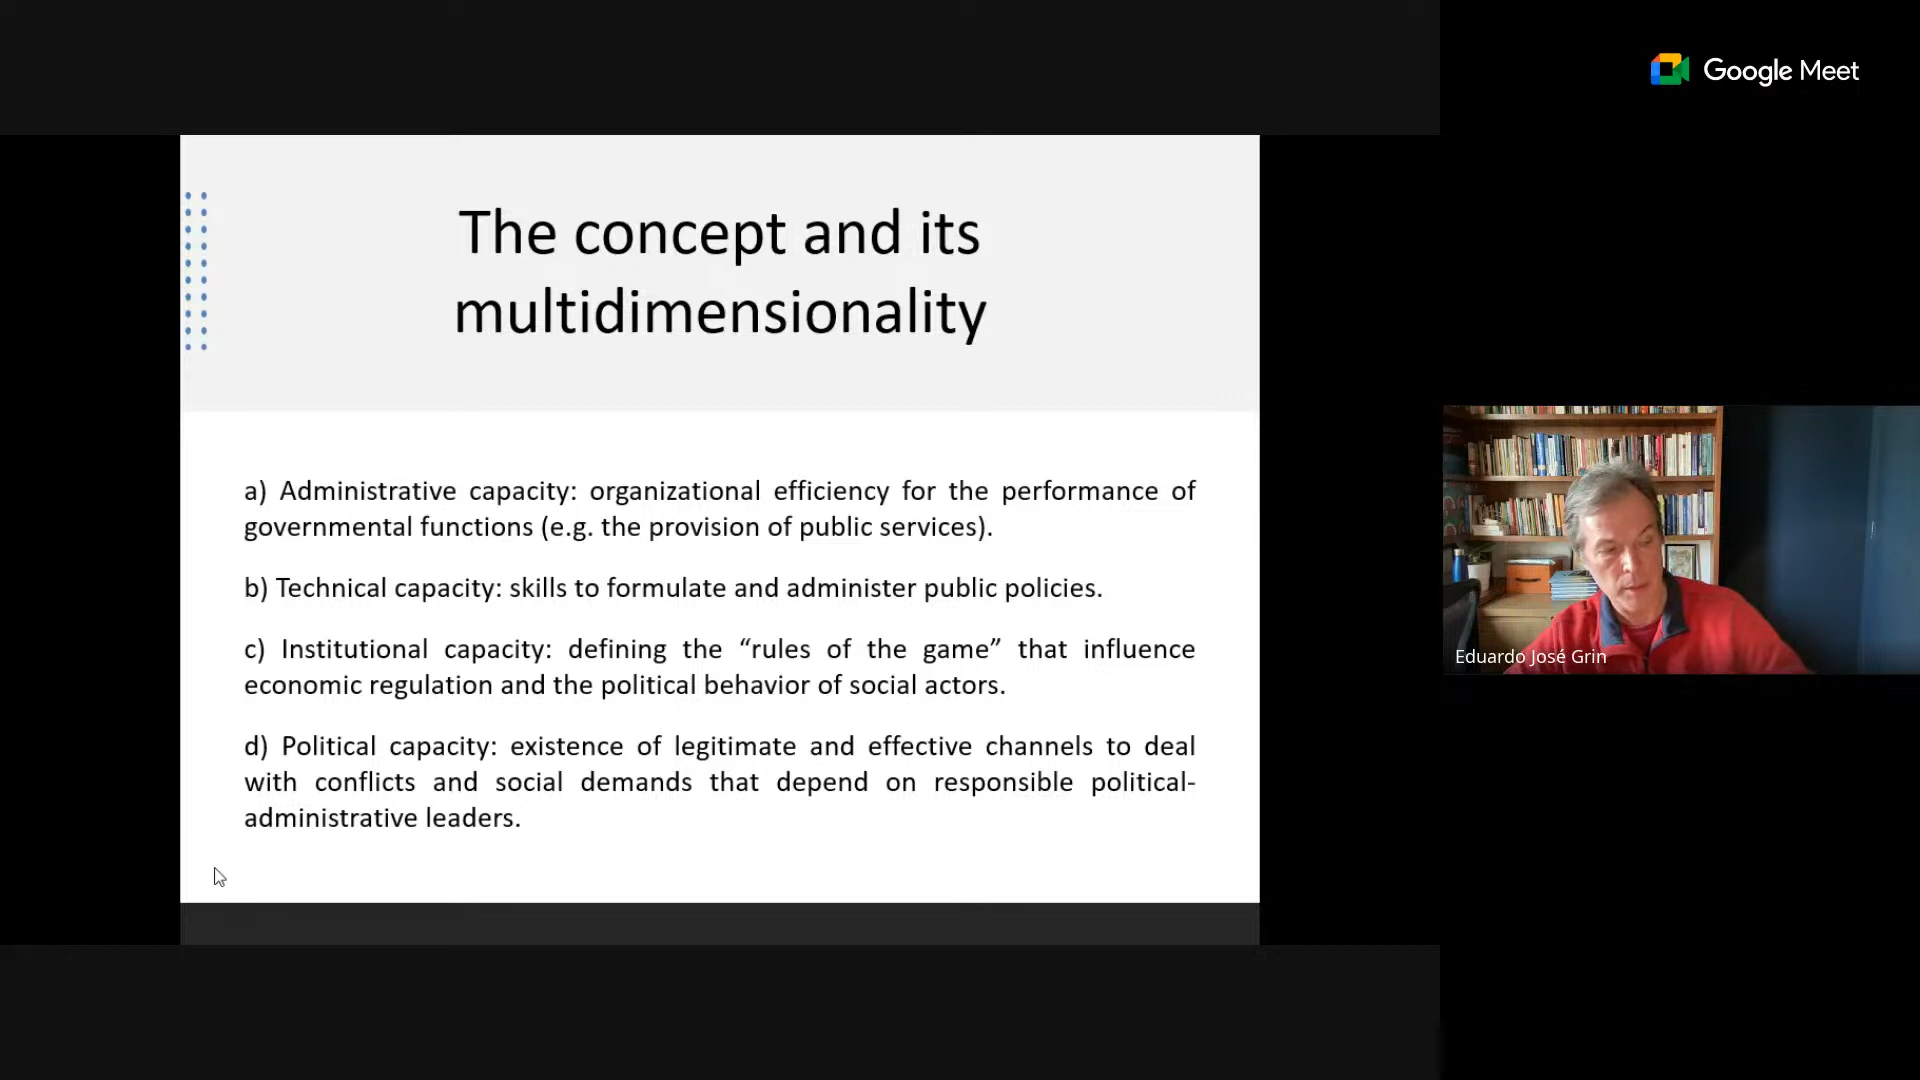 Google Meet
The concept and its
multidimensionality
a) Administrative capacity: organizational efficiency for the performance of
governmental functions (e.g. the provision of public services).
b) Technical capacity: skills to formulate and administer public policies.
c) Institutional capacity: defining the “rules of the game” that influence
economic regulation and the political behavior of social actors.
d) Political capacity: existence of legitimate and effective channels to deal
with conflicts and social demands that depend on responsible political-
administrative leaders.
Eduardo José Grin